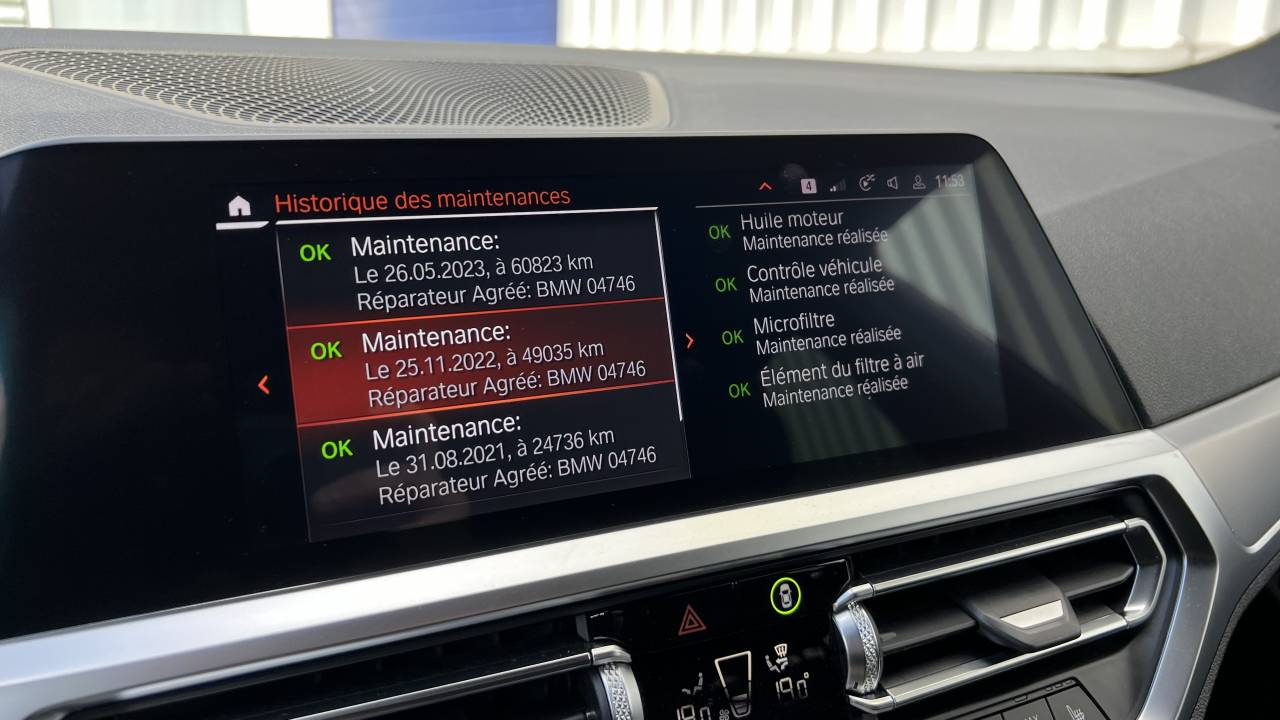 Historique des maintenances
4
11:53
OK Maintenance:
Le 26.05.2023, à 60823 km
Réparateur Agréé: BMW 04746
OK Maintenance:
Le 25.11.2022, à 49035 km
Réparateur Agréé: BMW 04746
OK Maintenance:
Le 31.08.2021, à 24736 km
Réparateur Agréé: BMW 04746
OK Huile moteur
Maintenance réalisée
OK Contrôle véhicule
Maintenance réalisée
OK Microfiltre
Maintenance réalisée
OK Élément du filtre à air
Maintenance réalisée
19.0°